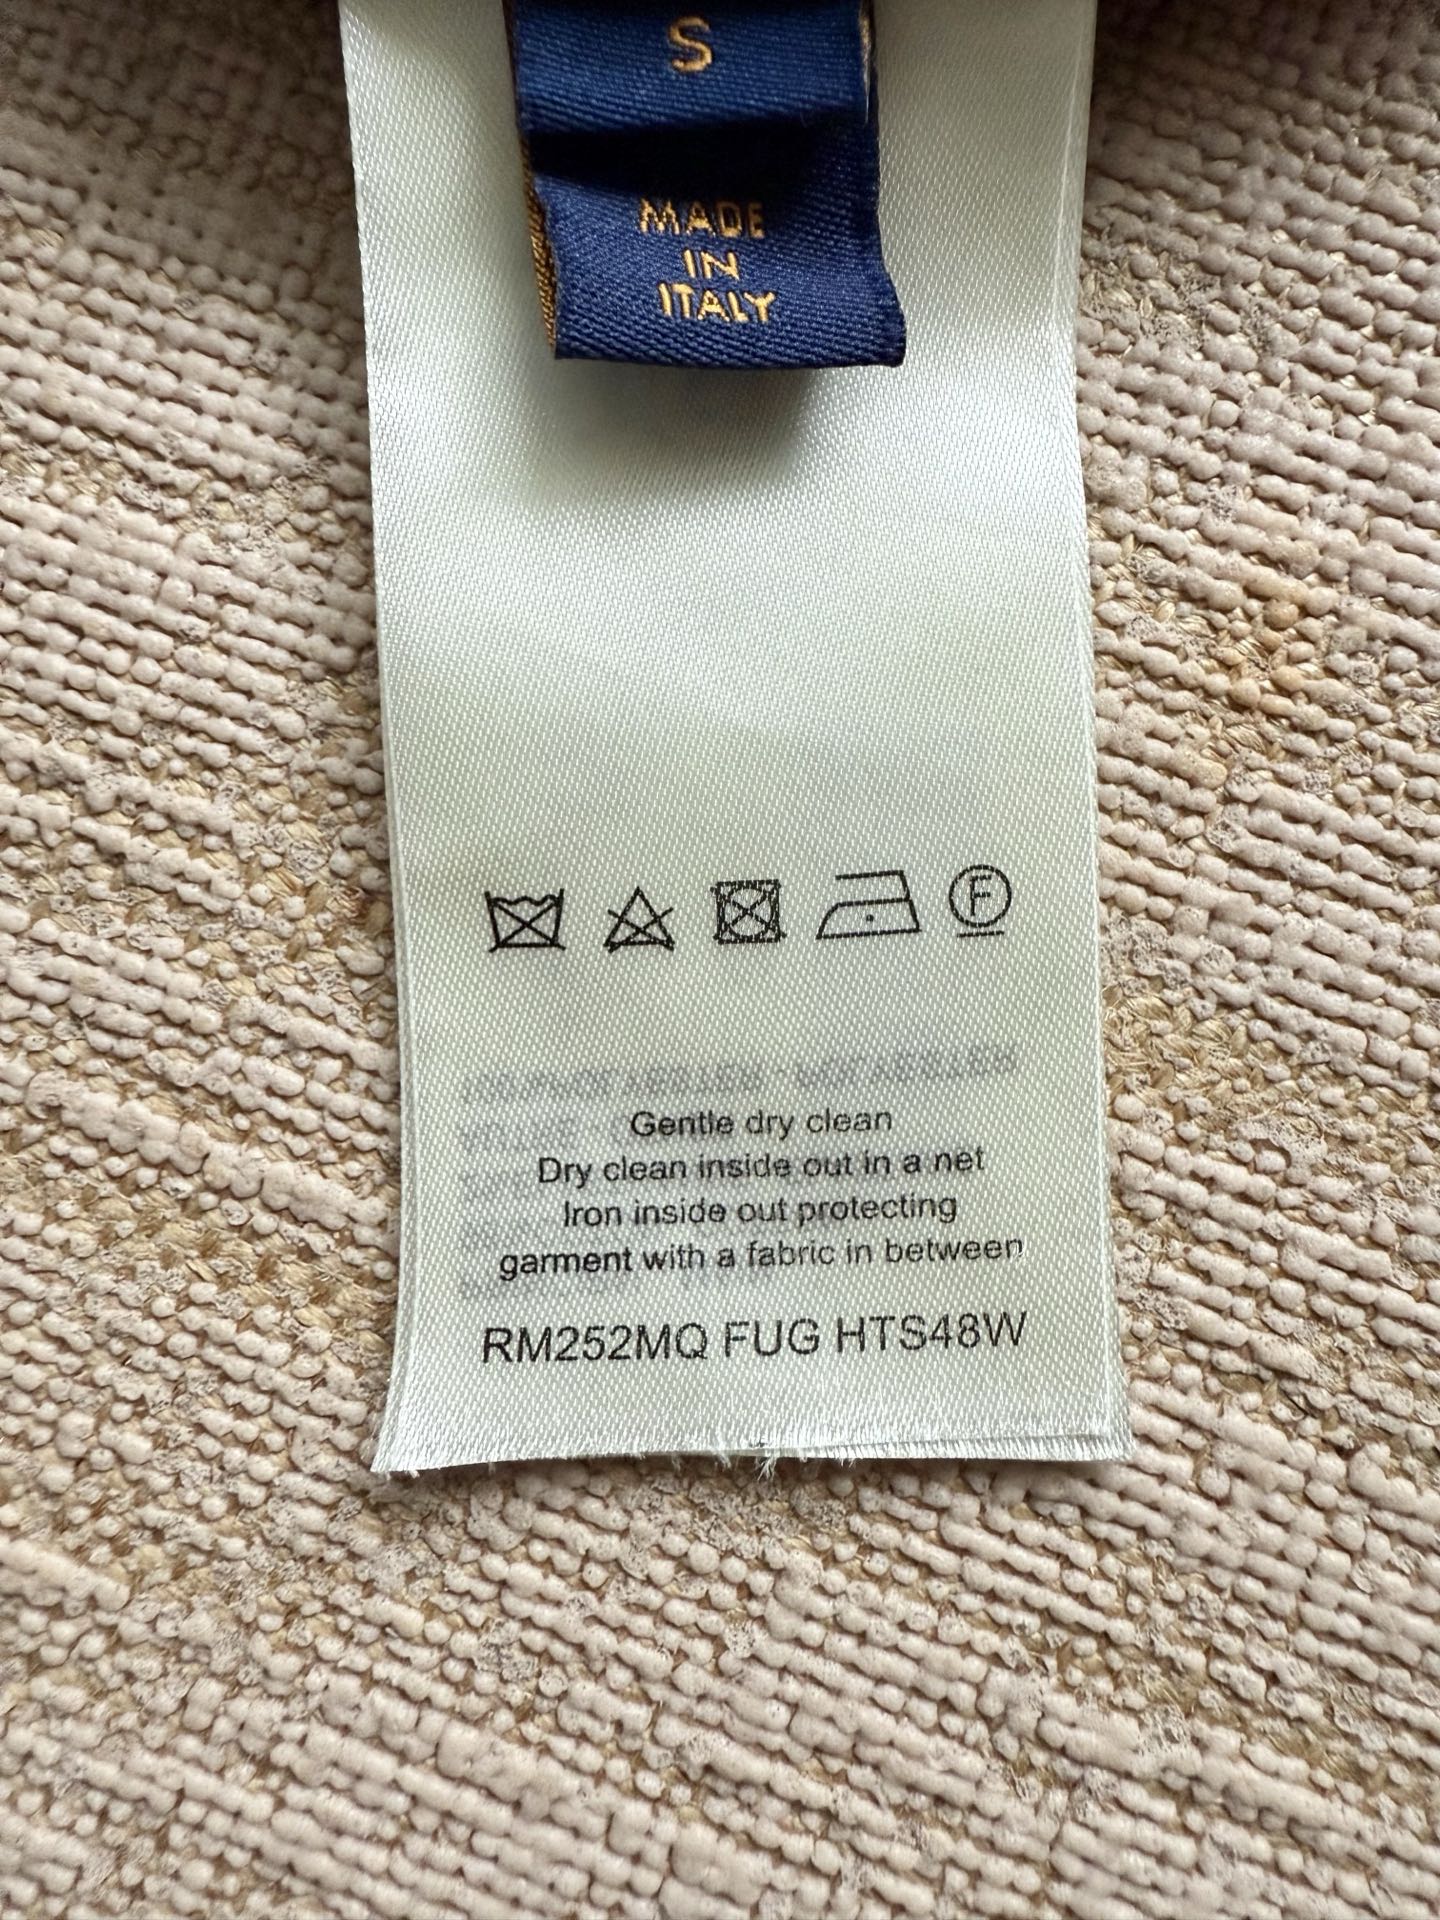 S
MADE
IN
ITALY
F
Gentle dry clean
Dry clean inside out in a net
Iron inside out protecting
garment with a fabric in between
RM252MQ FUG HTS48W